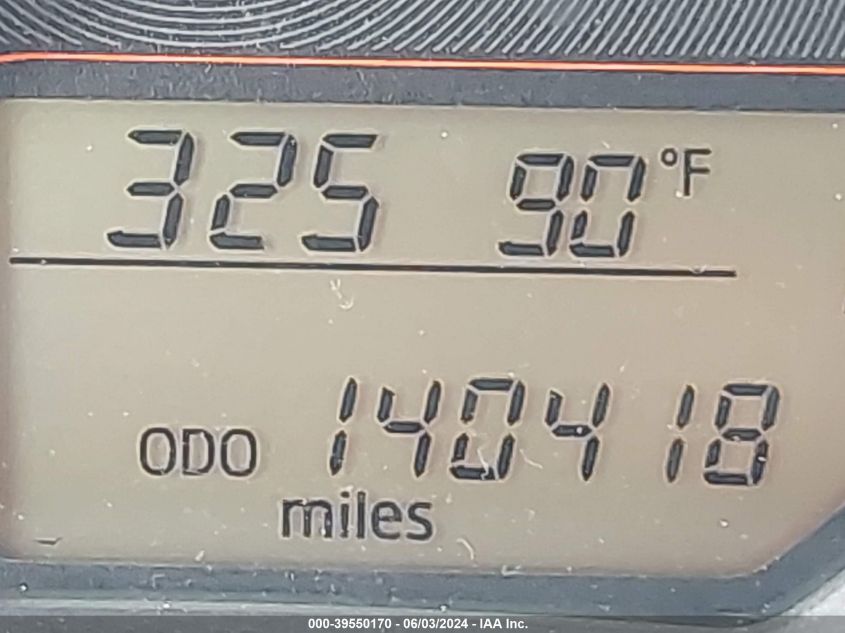 325 90°F
ODO 140418
miles
000-39550170 - 06/03/2024 - IAA Inc.